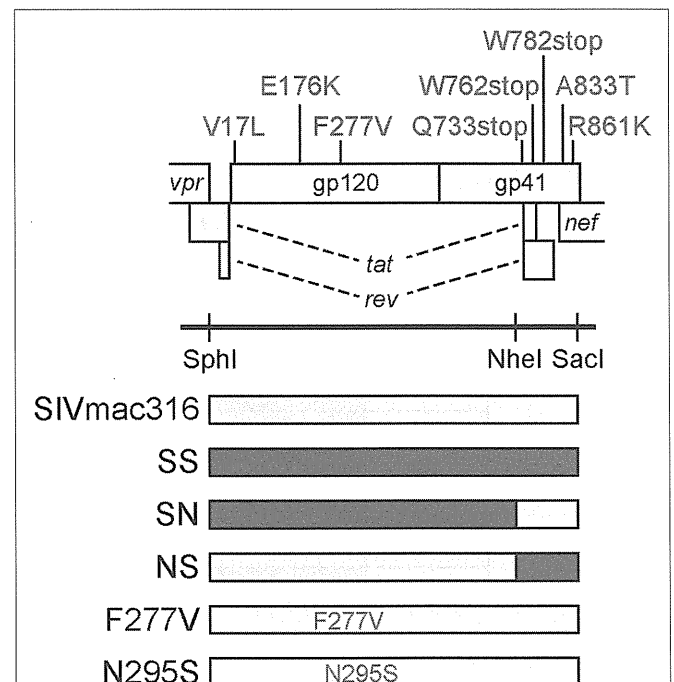 W782stop
E176K W762stop A833T
V17L F277V Q733stop R861K
vpr gp120 gp41
nef
tat
rev
SphI NheI SacI
SIVmac316
SS
SN
NS
F277V F277V
N295S N295S